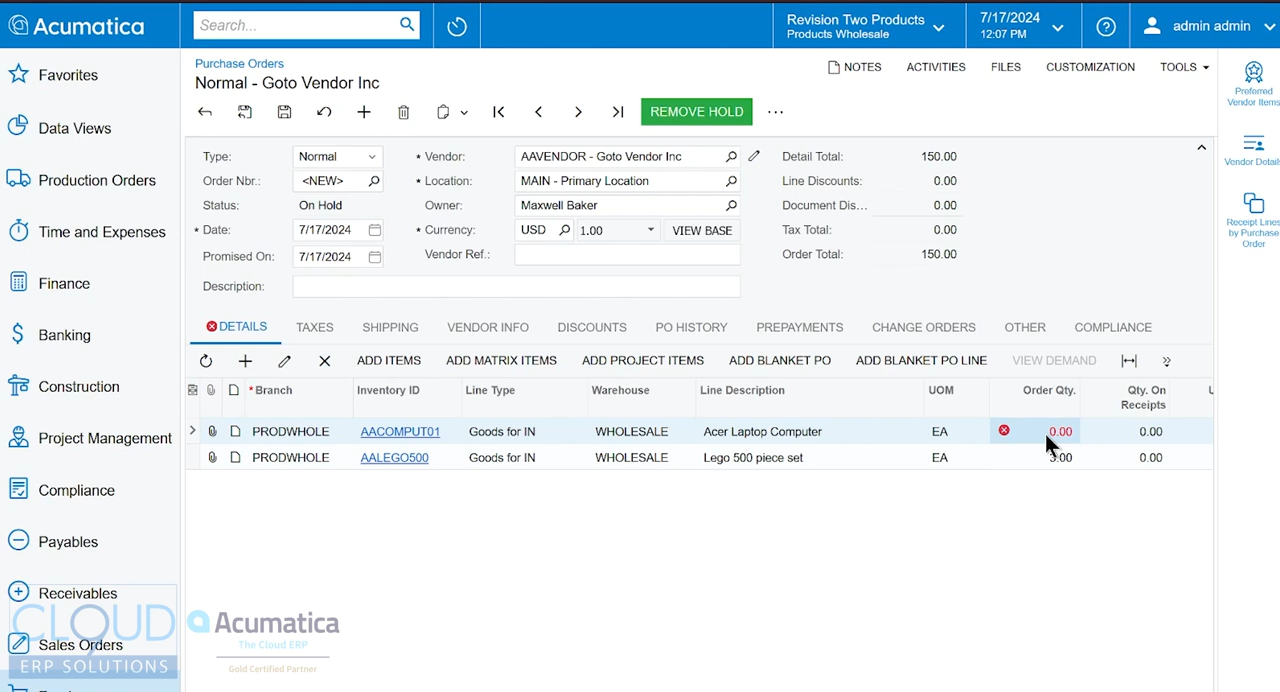 Acumatica
Search...
Revision Two Products
Products Wholesale
7/17/2024
12:07 PM
admin admin
Favorites
Data Views
Production Orders
Time and Expenses
Finance
Banking
Construction
Project Management
Compliance
Payables
Receivables
Sales Orders
Purchase Orders
Normal - Goto Vendor Inc
NOTES ACTIVITIES FILES CUSTOMIZATION TOOLS
REMOVE HOLD ...
Type: Normal * Vendor: AAVENDOR - Goto Vendor Inc Detail Total: 150.00
Order Nbr.: <NEW> * Location: MAIN - Primary Location Line Discounts: 0.00
Status: On Hold Owner: Maxwell Baker Document Dis... 0.00
* Date: 7/17/2024 * Currency: USD 1.00 VIEW BASE Tax Total: 0.00
Promised On: 7/17/2024 Vendor Ref.: Order Total: 150.00
Description:
DETAILS TAXES SHIPPING VENDOR INFO DISCOUNTS PO HISTORY PREPAYMENTS CHANGE ORDERS OTHER COMPLIANCE
ADD ITEMS ADD MATRIX ITEMS ADD PROJECT ITEMS ADD BLANKET PO ADD BLANKET PO LINE VIEW DEMAND
* Branch Inventory ID Line Type Warehouse Line Description UOM Order Qty. Qty. On
Receipts
PRODWHOLE AACOMPUT01 Goods for IN WHOLESALE Acer Laptop Computer EA 0.00 0.00
PRODWHOLE AALEGO500 Goods for IN WHOLESALE Lego 500 piece set EA 0.00
Preferred
Vendor Items
Vendor Details
Receipt Lines
by Purchase
Order
CLOUD
ERP SOLUTIONS
Acumatica
The Cloud ERP
Gold Certified Partner